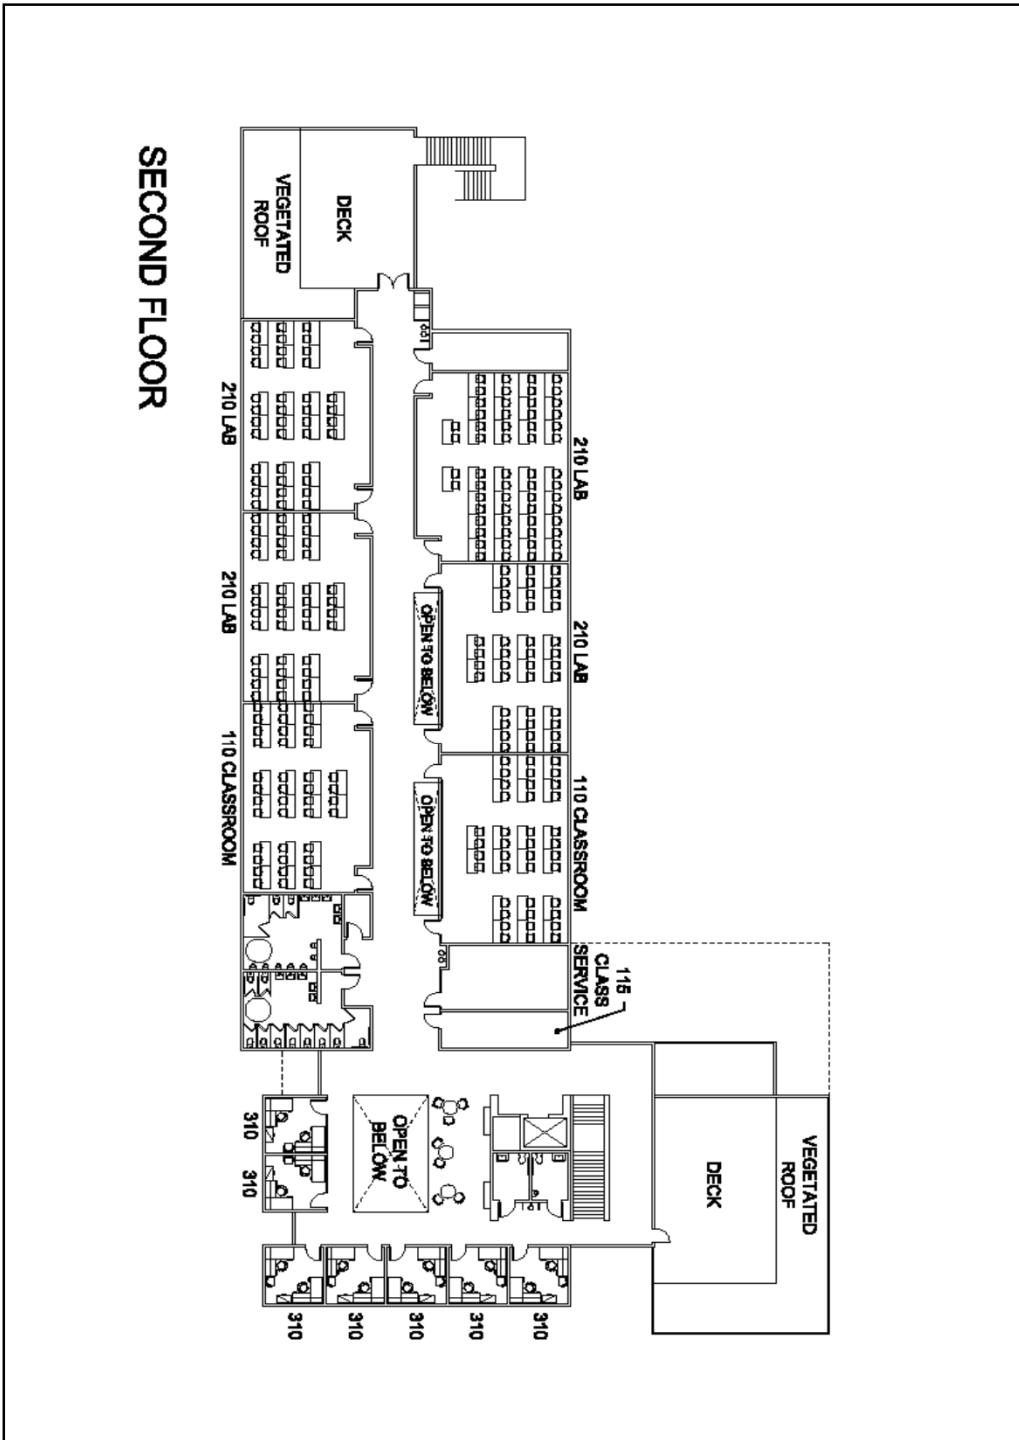 SECOND FLOOR
VEGETATED
ROOF
DECK
210 LAB
210 LAB
110 CLASSROOM
210 LAB
210 LAB
110 CLASSROOM
OPEN TO BELOW
OPEN TO BELOW
115
CLASS
SERVICE
310
310
OPEN TO
BELOW
DECK
VEGETATED
ROOF
310
310
310
310
310